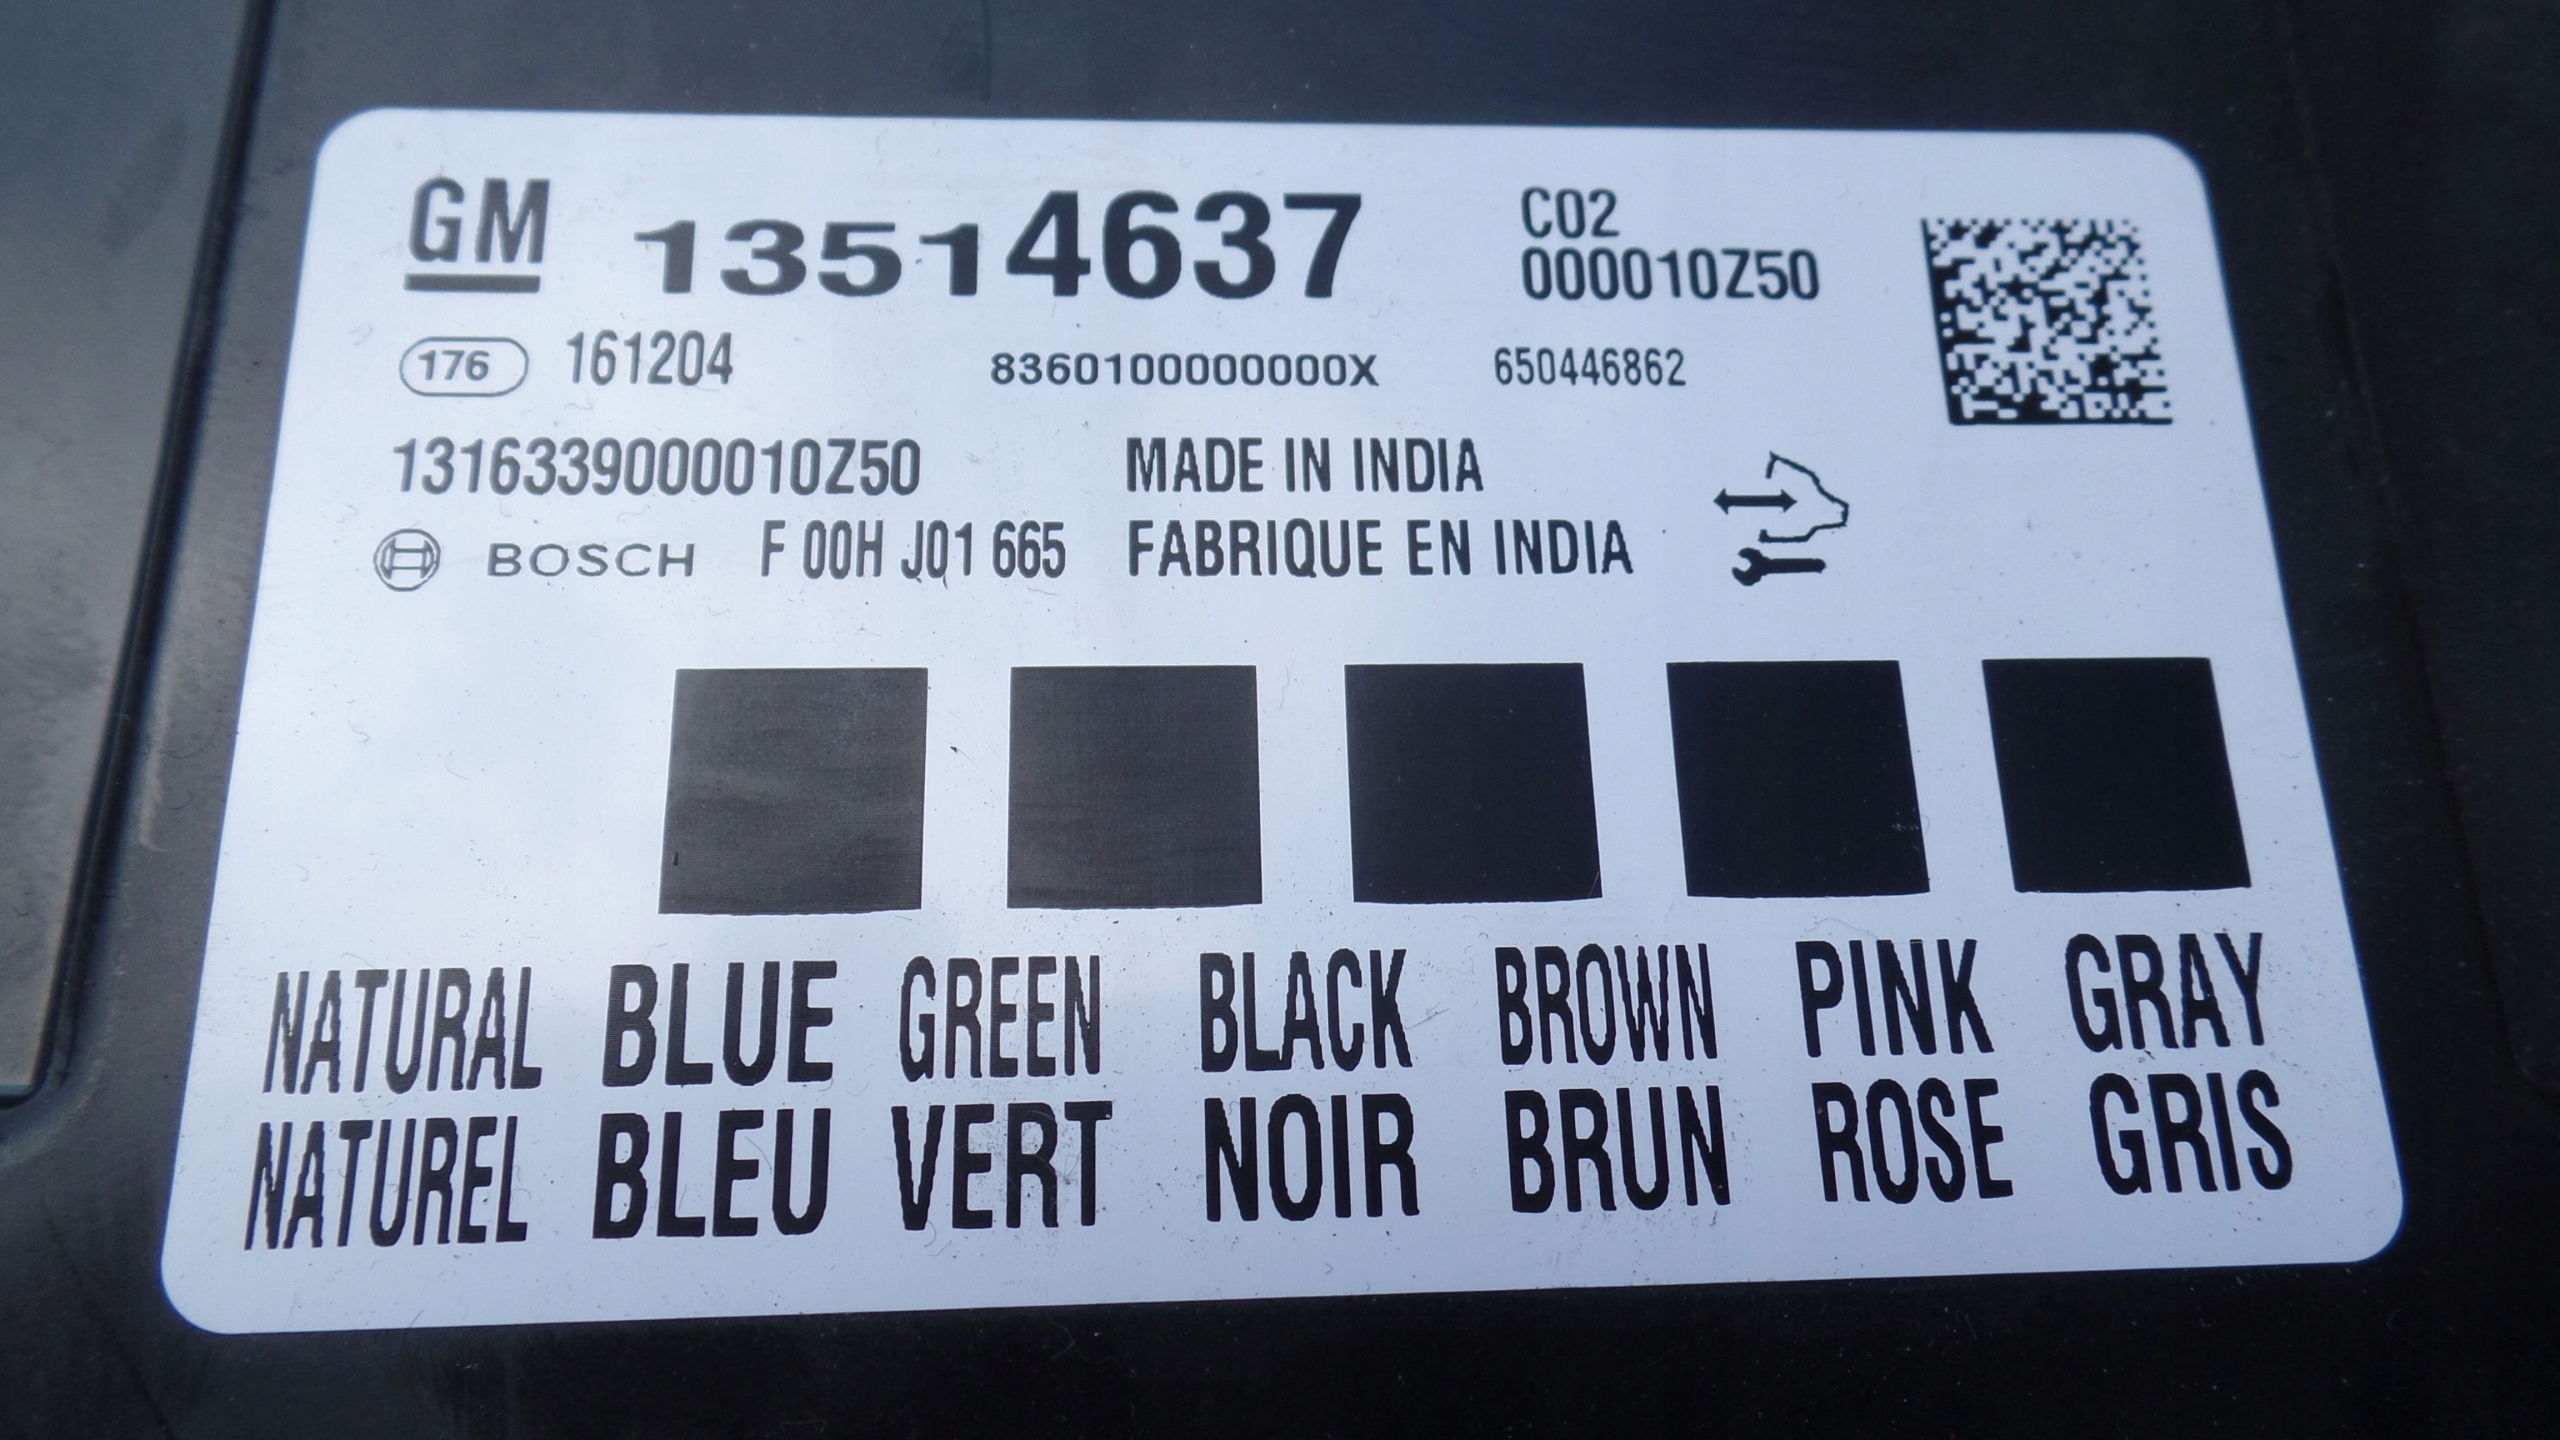 GM 13514637 C02
000010Z50
176 161204 8360100000000X 650446862
1316339000010Z50 MADE IN INDIA
BOSCH F 00H J01 665 FABRIQUE EN INDIA
NATURAL BLUE GREEN BLACK BROWN PINK GRAY
NATUREL BLEU VERT NOIR BRUN ROSE GRIS